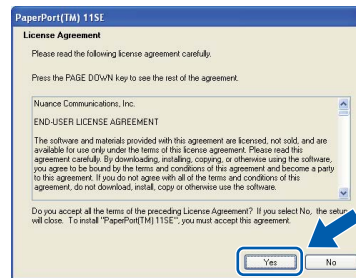 PaperPort(TM) 11SE
License Agreement
Please read the following license agreement carefully.
Press the PAGE DOWN key to see the rest of the agreement.
Nuance Communications, Inc.
END-USER LICENSE AGREEMENT
The software and materials provided with this agreement are licensed, not sold, and are
available for use only under the terms of this license agreement. Please read this
agreement carefully. By downloading, installing, copying, or otherwise using the software,
you agree to be bound by the terms and conditions of this agreement and become a party
to this agreement. If you do not agree with all of the terms and conditions of this
agreement, do not download, install, copy or otherwise use the software.
Do you accept all the terms of the preceding License Agreement? If you select No, the setup
will close. To install "PaperPort(TM) 11SE", you must accept this agreement.
Yes
No